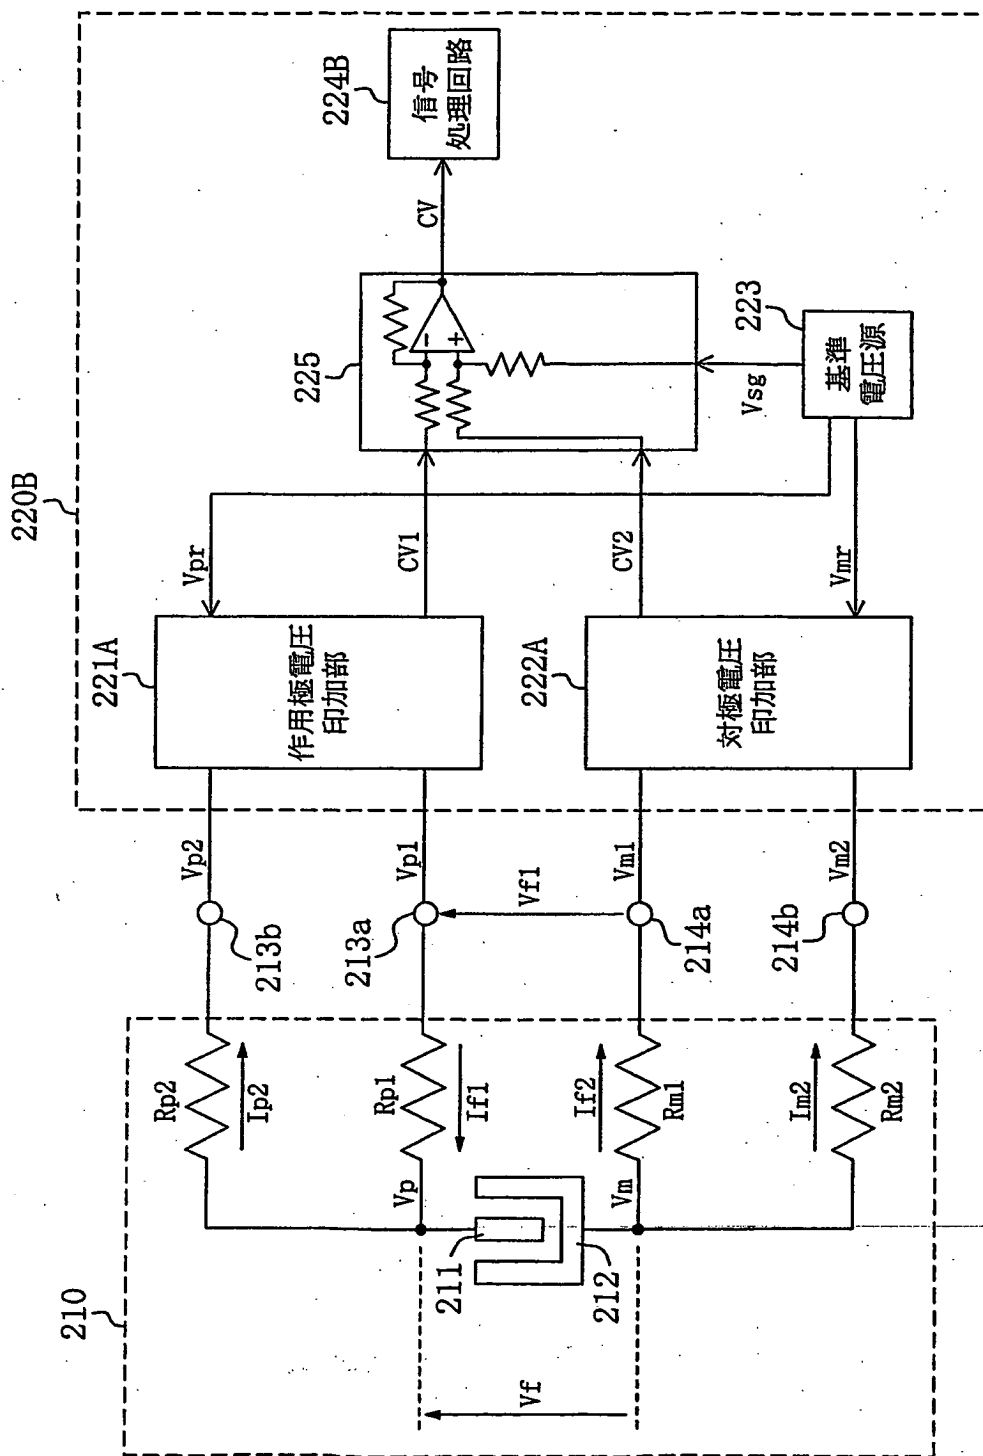 220B
224B
信号
処理回路
CV
225
-
+
223
基準
電圧源
Vsg
Vpr
CV1
CV2
Vmr
221A
作用極電圧
印加部
222A
対極電圧
印加部
Vp2
Vp1
Vm1
Vm2
Vf1
213b
213a
214a
214b
210
Rp2
Ip2
Rp1
If1
If2
Rm1
Im2
Rm2
Vp
Vm
211
212
Vf